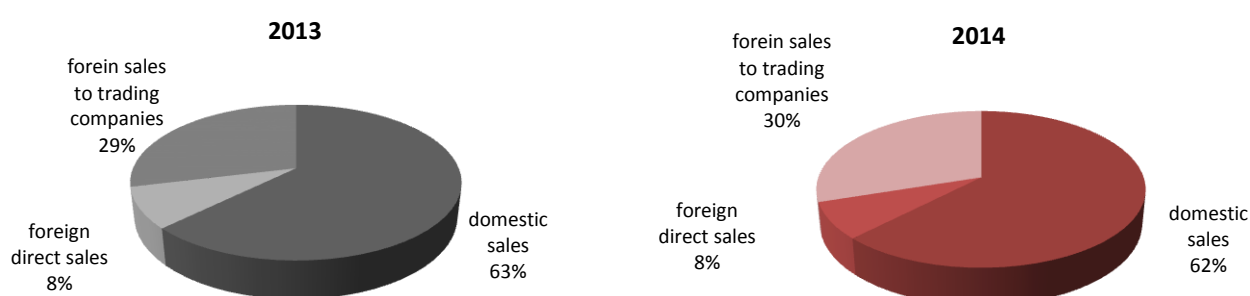 2013
forein sales
to trading
companies
29%
foreign
direct sales
8%
domestic
sales
63%
2014
forein sales
to trading
companies
30%
foreign
direct sales
8%
domestic
sales
62%